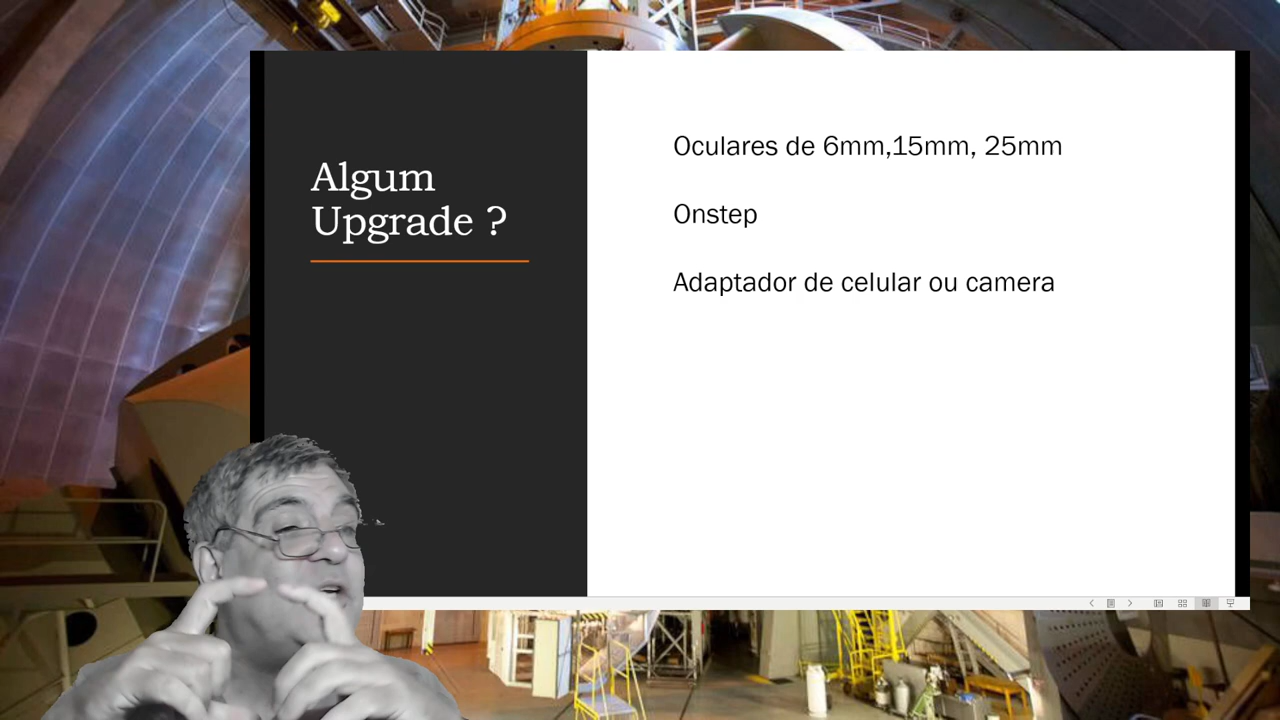 Algum
Upgrade ?
Oculares de 6mm,15mm, 25mm
Onstep
Adaptador de celular ou camera